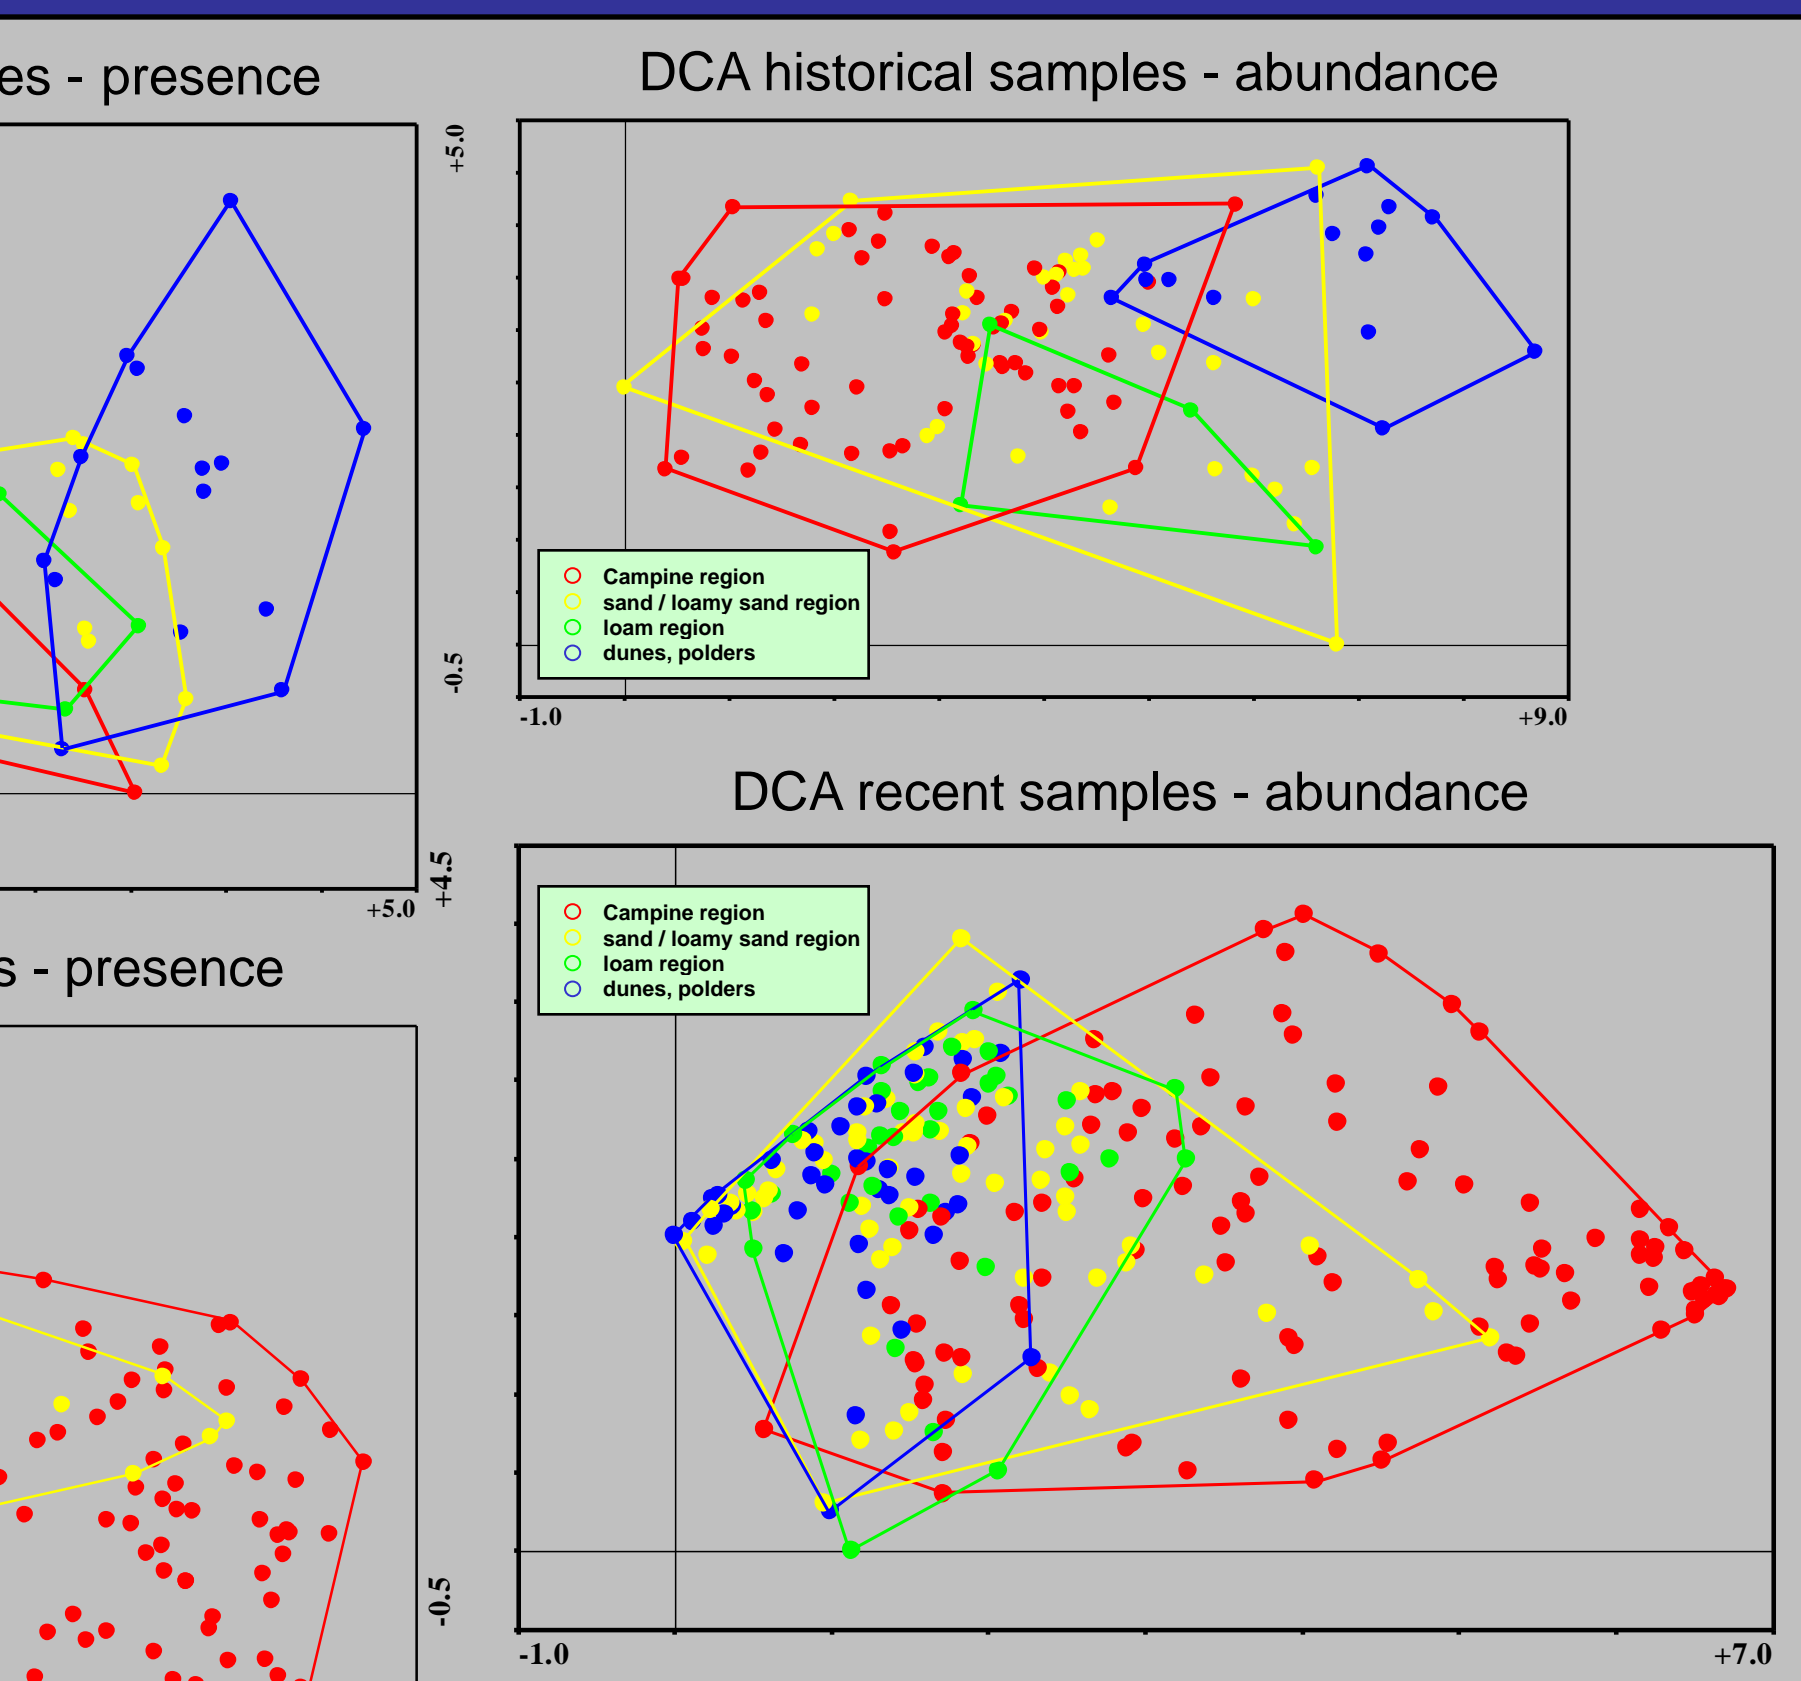 es - presence
DCA historical samples - abundance
+5.0
-0.5
Campine region
sand / loamy sand region
loam region
dunes, polders
-1.0
+9.0
DCA recent samples - abundance
+4.5
+5.0
s - presence
Campine region
sand / loamy sand region
loam region
dunes, polders
-0.5
-1.0
+7.0